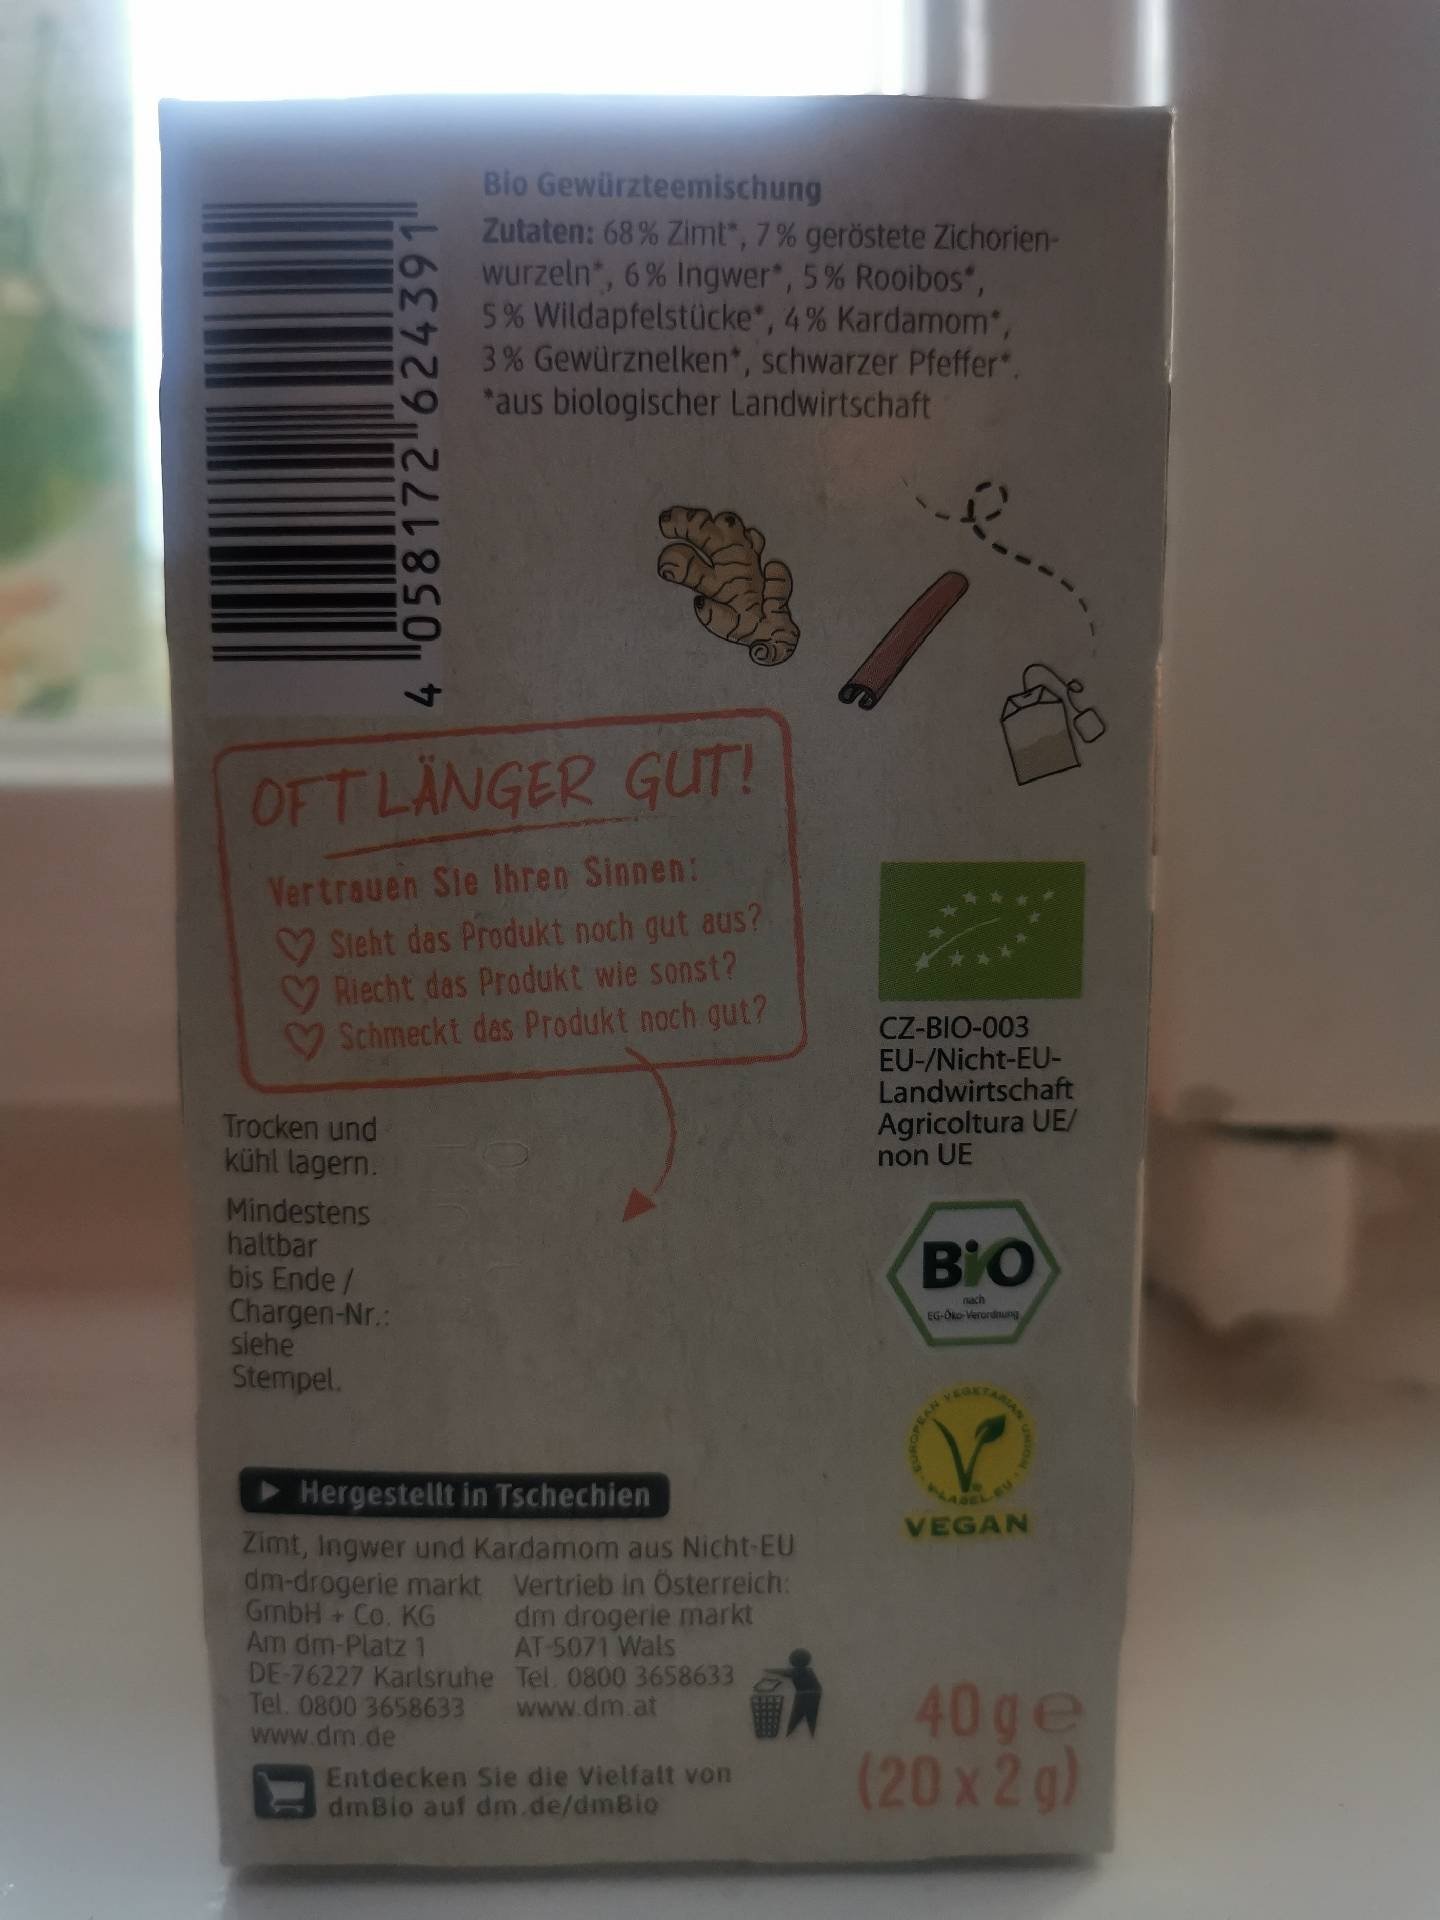 Bio Gewürzteemischung
Zutaten: 68% Zimt*, 7% geröstete Zichorien-
wurzeln*, 6% Ingwer*, 5% Rooibos*,
5% Wildapfelstücke*, 4% Kardamom*,
3% Gewürznelken*, schwarzer Pfeffer*.
*aus biologischer Landwirtschaft
4 058172 624391
OFT LÄNGER GUT!
Vertrauen Sie Ihren Sinnen:
Sieht das Produkt noch gut aus?
Riecht das Produkt wie sonst?
Schmeckt das Produkt noch gut?
CZ-BIO-003
EU-/Nicht-EU-
Landwirtschaft
Agricoltura UE/
non UE
Trocken und
kühl lagern.
Mindestens
haltbar
bis Ende /
Chargen-Nr.:
siehe
Stempel.
Bio
nach
EG-Öko-Verordnung
EUROPEAN VEGETARIAN UNION
V-LABEL.EU
VEGAN
Hergestellt in Tschechien
Zimt, Ingwer und Kardamom aus Nicht-EU
dm-drogerie markt
GmbH + Co. KG
Am dm-Platz 1
DE-76227 Karlsruhe
Tel. 0800 3658633
www.dm.de
Vertrieb in Österreich:
dm drogerie markt
AT-5071 Wals
Tel. 0800 3658633
www.dm.at
Entdecken Sie die Vielfalt von
dmBio auf dm.de/dmBio
40 g e
(20 x 2 g)